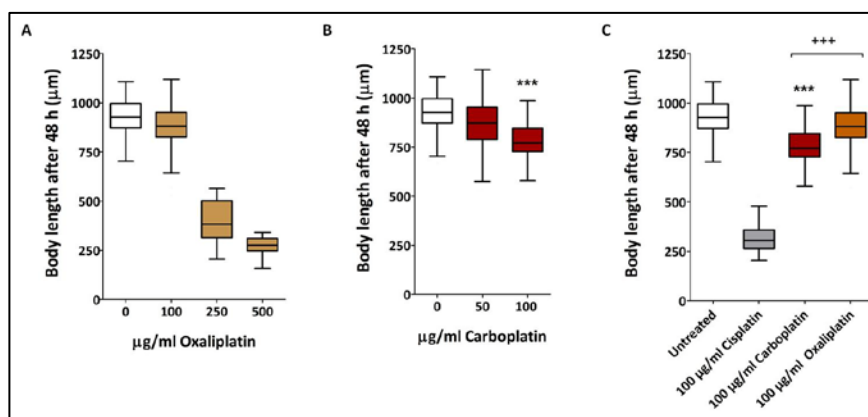 A
Body length after 48 h (µm)
1250
1000
750
500
250
0
0 100 250 500
µg/ml Oxaliplatin
B
Body length after 48 h (µm)
1250
1000
750
500
250
0
***
0 50 100
µg/ml Carboplatin
C
Body length after 48 h (µm)
1250
1000
750
500
250
0
+++
***
Untreated
100 µg/ml Cisplatin
100 µg/ml Carboplatin
100 µg/ml Oxaliplatin